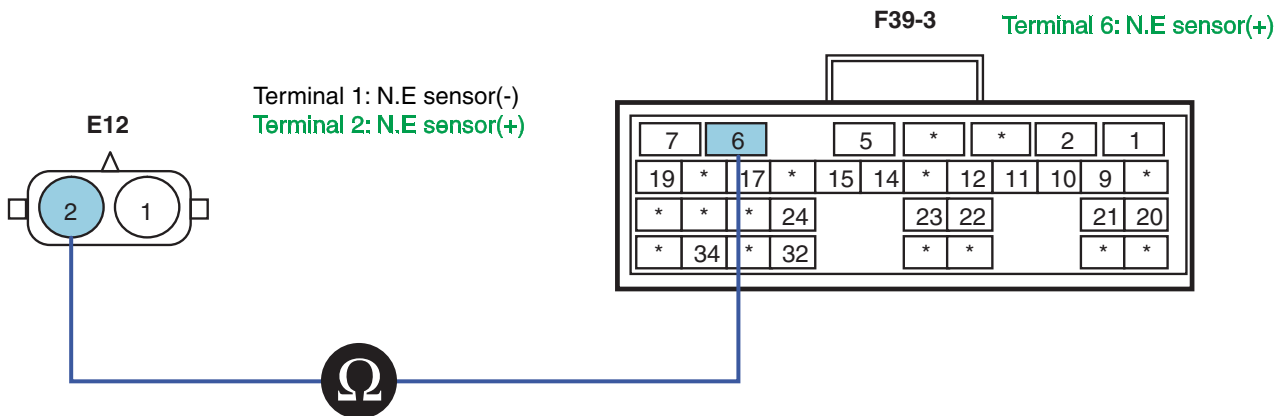 F39-3
Terminal 6: N.E sensor(+)
Terminal 1: N.E sensor(-)
Terminal 2: N.E sensor(+)
E12
2 1
7 6 5 * * 2 1
19 * 17 * 15 14 * 12 11 10 9 *
* * * 24 23 22 21 20
* 34 * 32 * * * *
Ω